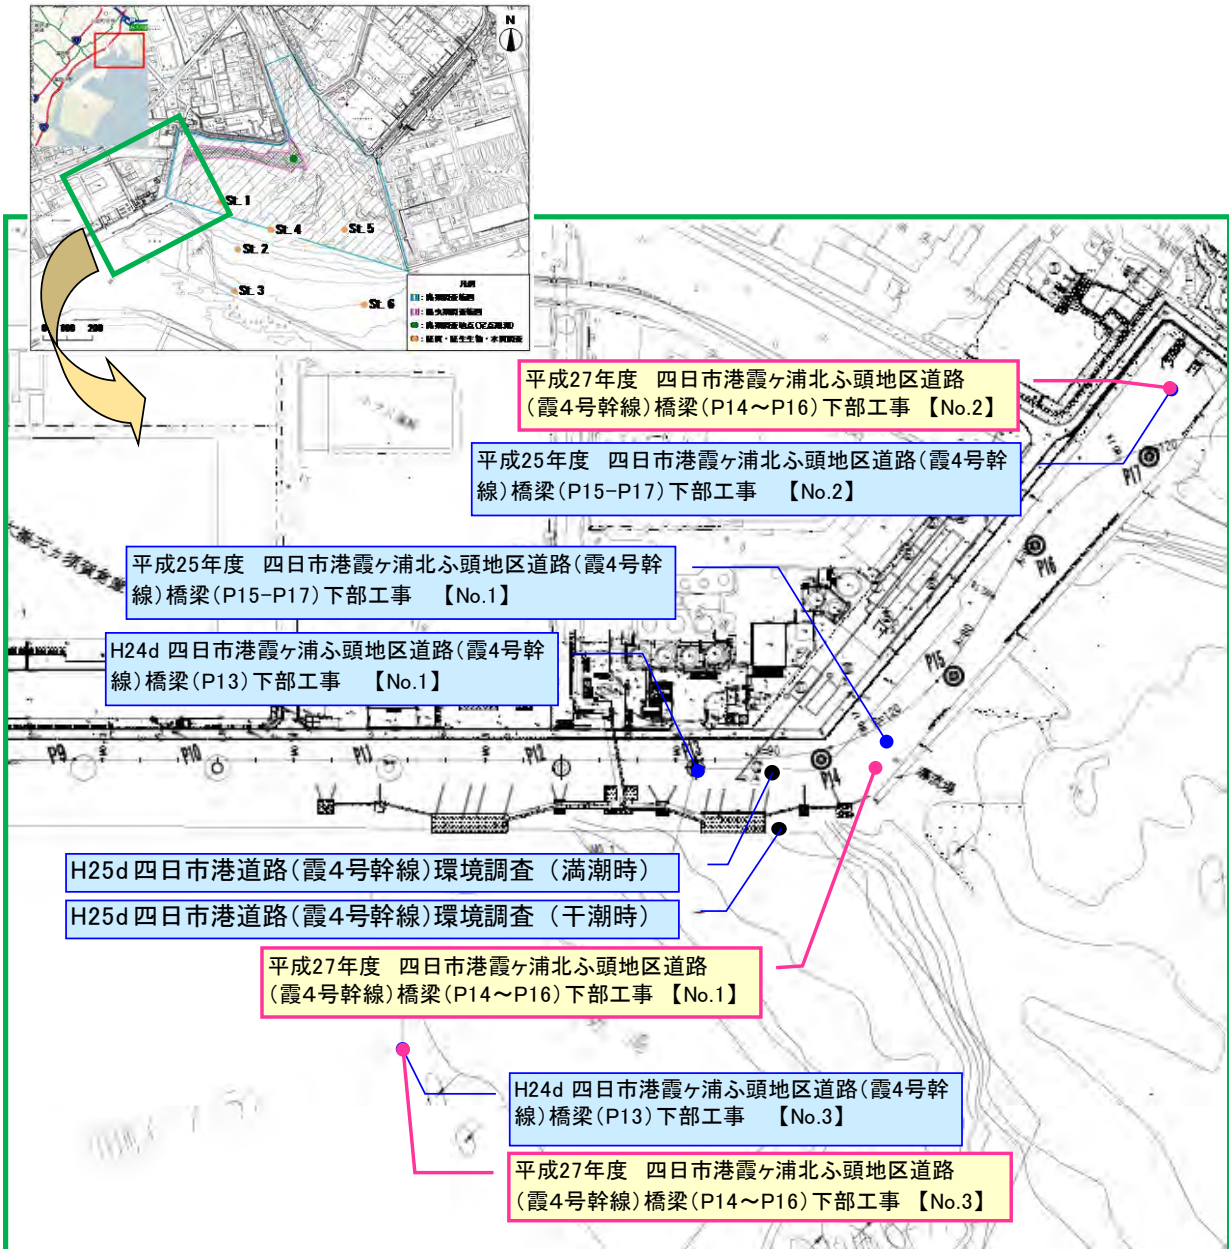 N
St. 1
St. 4
St. 5
St. 2
St. 3
St. 6
凡例
平成27年度 四日市港霞ヶ浦北ふ頭地区道路
(霞4号幹線)橋梁(P14～P16)下部工事 【No.2】
平成25年度 四日市港霞ヶ浦北ふ頭地区道路(霞4号幹
線)橋梁(P15-P17)下部工事 【No.2】
P17
平成25年度 四日市港霞ヶ浦北ふ頭地区道路(霞4号幹
線)橋梁(P15-P17)下部工事 【No.1】
P16
H24d 四日市港霞ヶ浦ふ頭地区道路(霞4号幹
線)橋梁(P13)下部工事 【No.1】
P15
P9
P10
P11
P12
P14
H25d 四日市港道路(霞4号幹線)環境調査 (満潮時)
H25d 四日市港道路(霞4号幹線)環境調査 (干潮時)
平成27年度 四日市港霞ヶ浦北ふ頭地区道路
(霞4号幹線)橋梁(P14～P16)下部工事 【No.1】
H24d 四日市港霞ヶ浦ふ頭地区道路(霞4号幹
線)橋梁(P13)下部工事 【No.3】
平成27年度 四日市港霞ヶ浦北ふ頭地区道路
(霞4号幹線)橋梁(P14～P16)下部工事 【No.3】